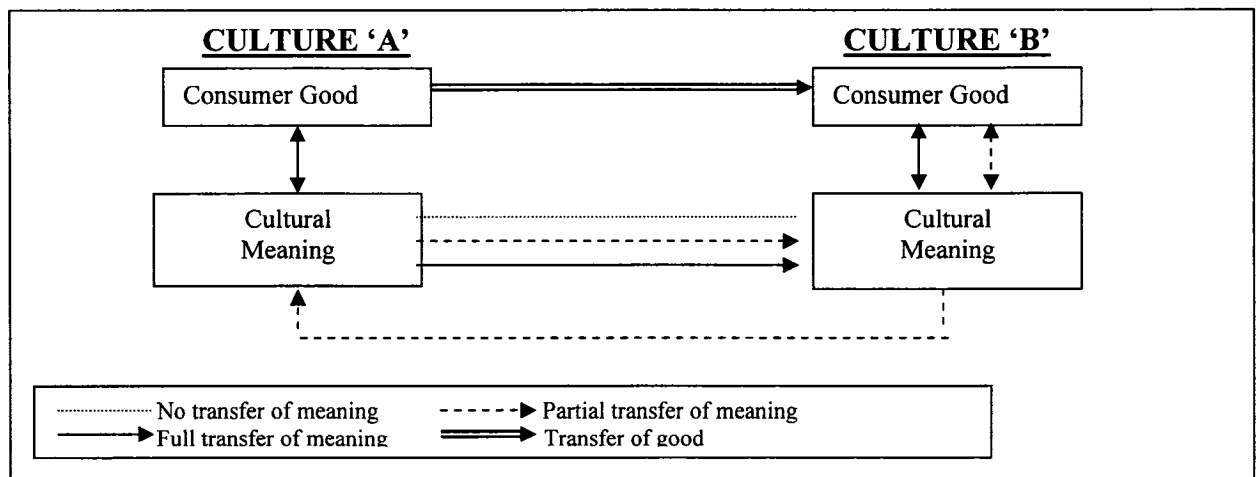 CULTURE ‘A’ CULTURE ‘B’
Consumer Good Consumer Good
Cultural Meaning Cultural Meaning
No transfer of meaning Partial transfer of meaning
Full transfer of meaning Transfer of good